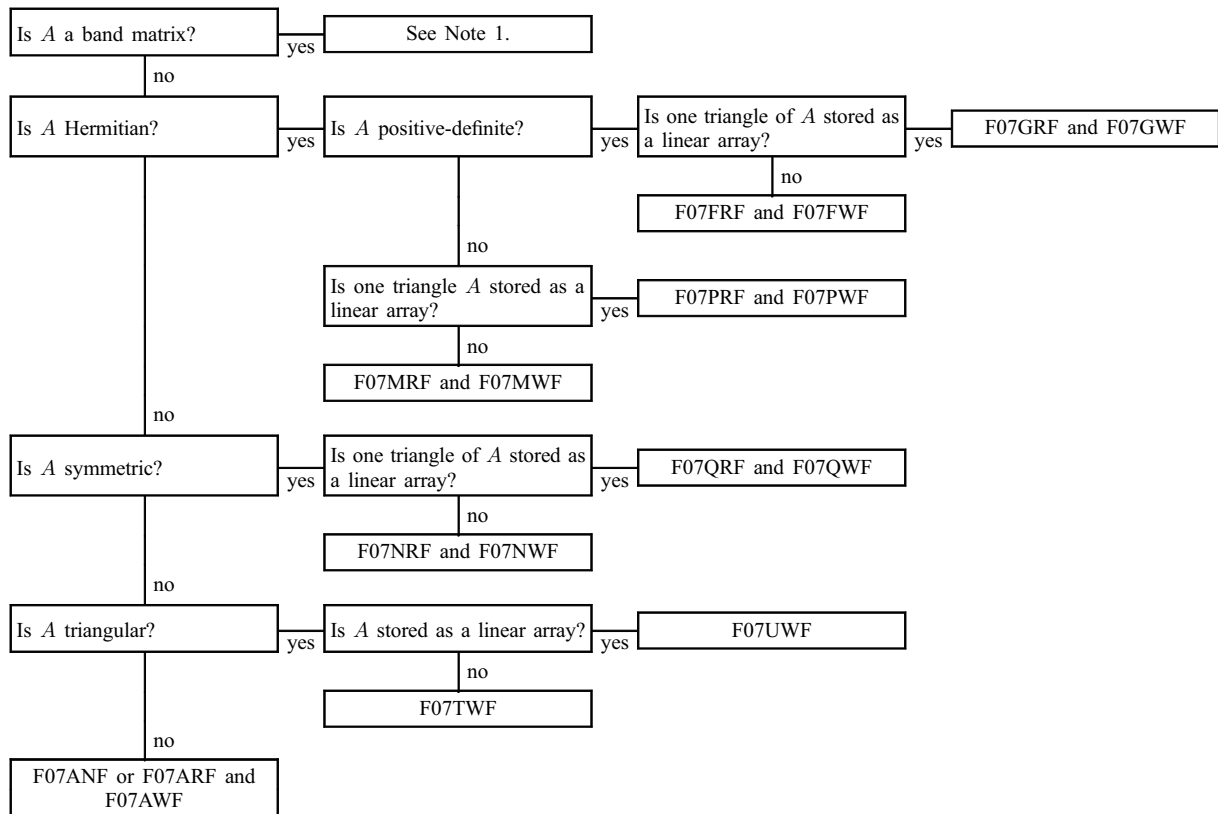 Is A a band matrix?
yes
See Note 1.
no
Is A Hermitian?
yes
Is A positive-definite?
yes
Is one triangle of A stored as
a linear array?
yes
F07GRF and F07GWF
no
F07FRF and F07FWF
no
Is one triangle A stored as a
linear array?
yes
F07PRF and F07PWF
no
F07MRF and F07MWF
no
Is A symmetric?
yes
Is one triangle of A stored as
a linear array?
yes
F07QRF and F07QWF
no
F07NRF and F07NWF
no
Is A triangular?
yes
Is A stored as a linear array?
yes
F07UWF
no
F07TWF
no
F07ANF or F07ARF and
F07AWF